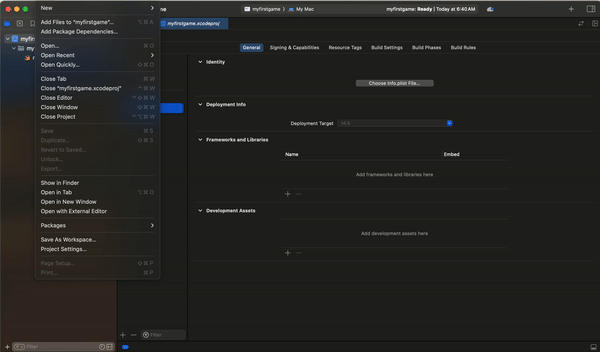 New
Add Files to "myfirstgame"...
Add Package Dependencies...
Open...
Open Recent
Open Quickly...
Close Tab
Close "myfirstgame.xcodeproj"
Close Editor
Close Window
Close Project
Save
Duplicate...
Revert to Saved...
Unlock...
Export...
Show in Finder
Open in Tab
Open in New Window
Open with External Editor
Packages
Save As Workspace...
Project Settings...
Page Setup...
Print...
Filter
myfirstgame
My Mac
myfirstgame: Ready | Today at 6:40 AM
myfirstgame.xcodeproj
General
Signing & Capabilities
Resource Tags
Build Settings
Build Phases
Build Rules
Identity
Choose Info.plist File...
Deployment Info
Deployment Target
14.5
Frameworks and Libraries
Name
Embed
Add frameworks and libraries here
Development Assets
Add development assets here
Filter